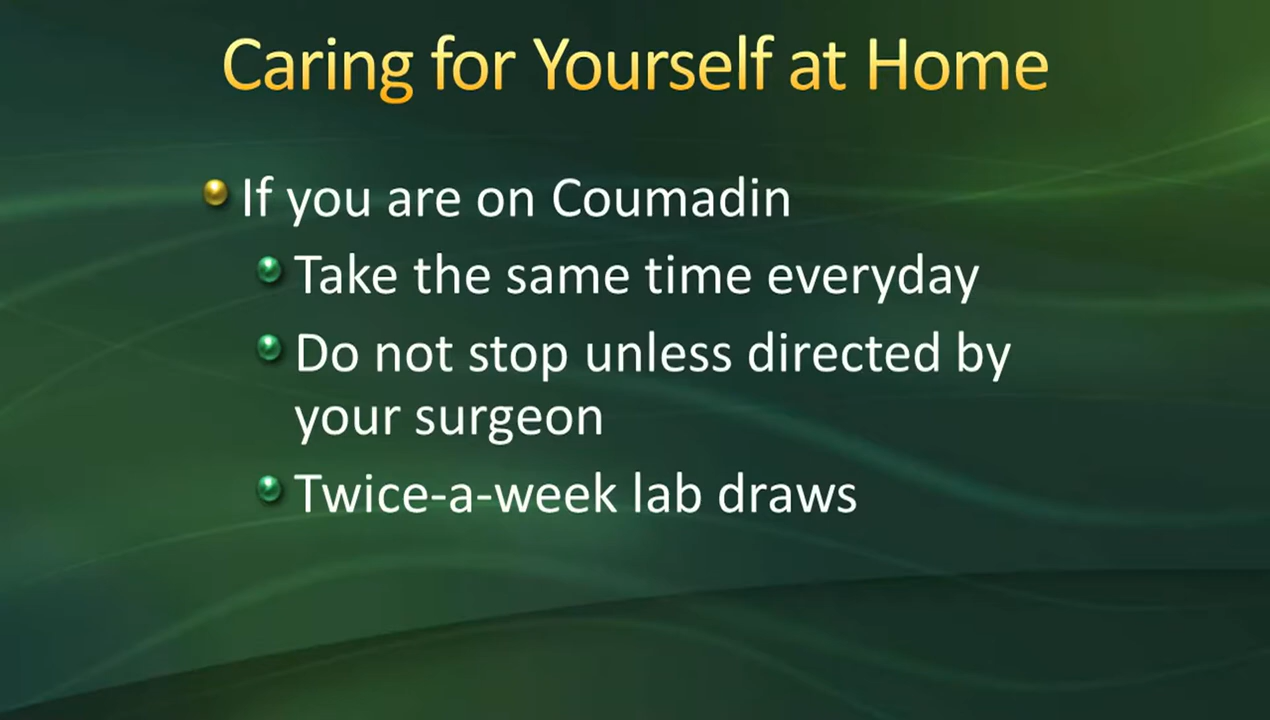 Caring for Yourself at Home
If you are on Coumadin
Take the same time everyday
Do not stop unless directed by
your surgeon
Twice-a-week lab draws